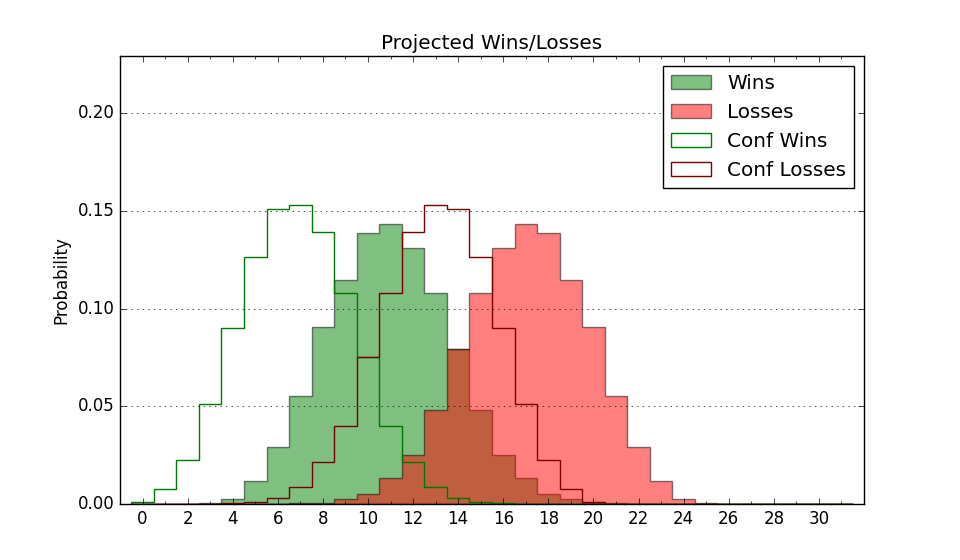 Projected Wins/Losses
Wins
Losses
Conf Wins
Conf Losses
Probability
0.20
0.15
0.10
0.05
0.00
0 2 4 6 8 10 12 14 16 18 20 22 24 26 28 30